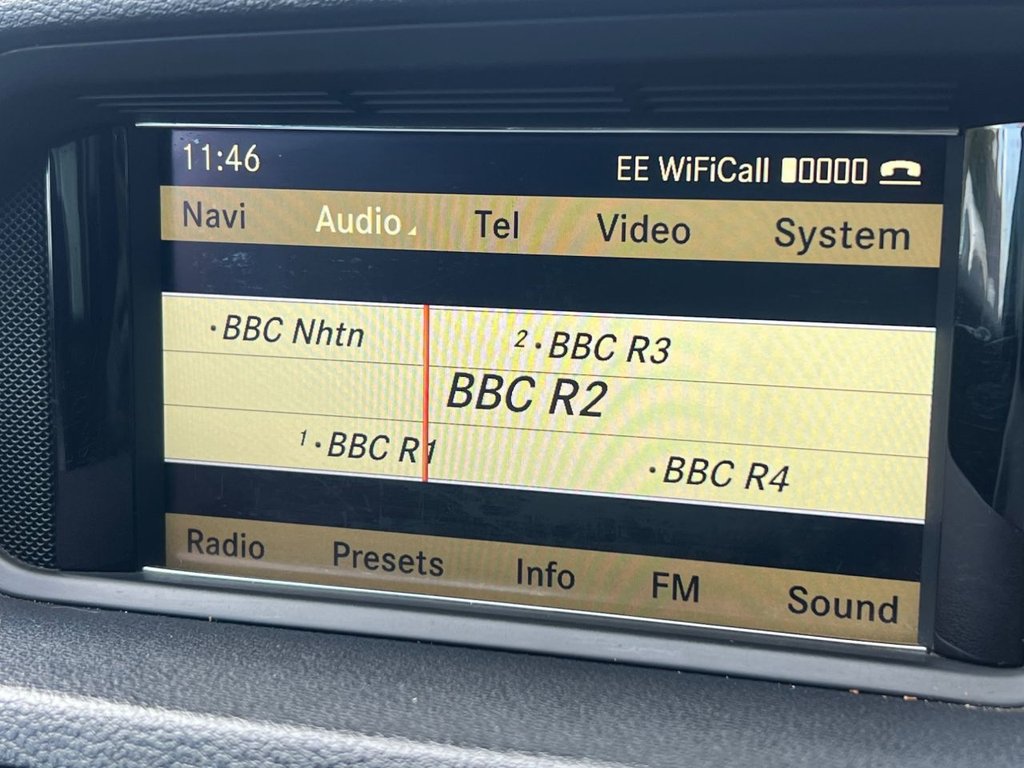 11:46 EE WiFiCall
Navi Audio Tel Video System
·BBC Nhtn 2·BBC R3
BBC R2
1·BBC R1 ·BBC R4
Radio Presets Info FM Sound